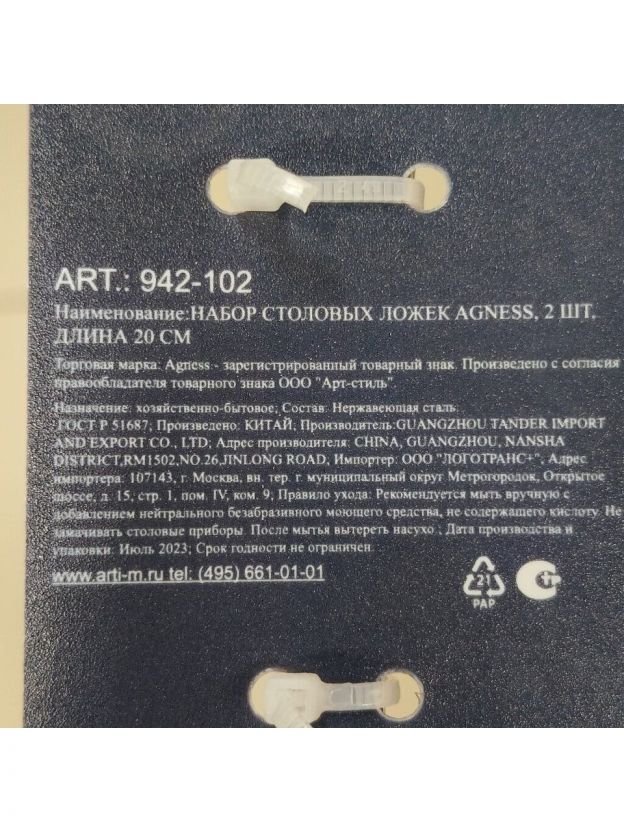 ART.: 942-102
Наименование:НАБОР СТОЛОВЫХ ЛОЖЕК AGNESS, 2 ШТ,
ДЛИНА 20 СМ
Торговая марка: Agness - зарегистрированный товарный знак. Произведено с согласия
правообладателя товарного знака ООО "Арт-стиль".
Назначение: хозяйственно-бытовое; Состав: Нержавеющая сталь;
ГОСТ Р 51687; Произведено: КИТАЙ; Производитель:GUANGZHOU TANDER IMPORT
AND EXPORT CO., LTD; Адрес производителя: CHINA, GUANGZHOU, NANSHA
DISTRICT,RM1502,NO.26,JINLONG ROAD; Импортер: ООО "ЛОГОТРАНС+"; Адрес
импортера: 107143, г. Москва, вн. тер. г. муниципальный округ Метрогородок, Открытое
шоссе, д. 15, стр. 1, пом. IV, ком. 9; Правило ухода: Рекомендуется мыть вручную с
добавлением нейтрального безабразивного моющего средства, не содержащего кислоту. Не
замачивать столовые приборы. После мытья вытереть насухо.; Дата производства и
упаковки: Июль 2023; Срок годности не ограничен.
www.arti-m.ru tel: (495) 661-01-01
21
PAP